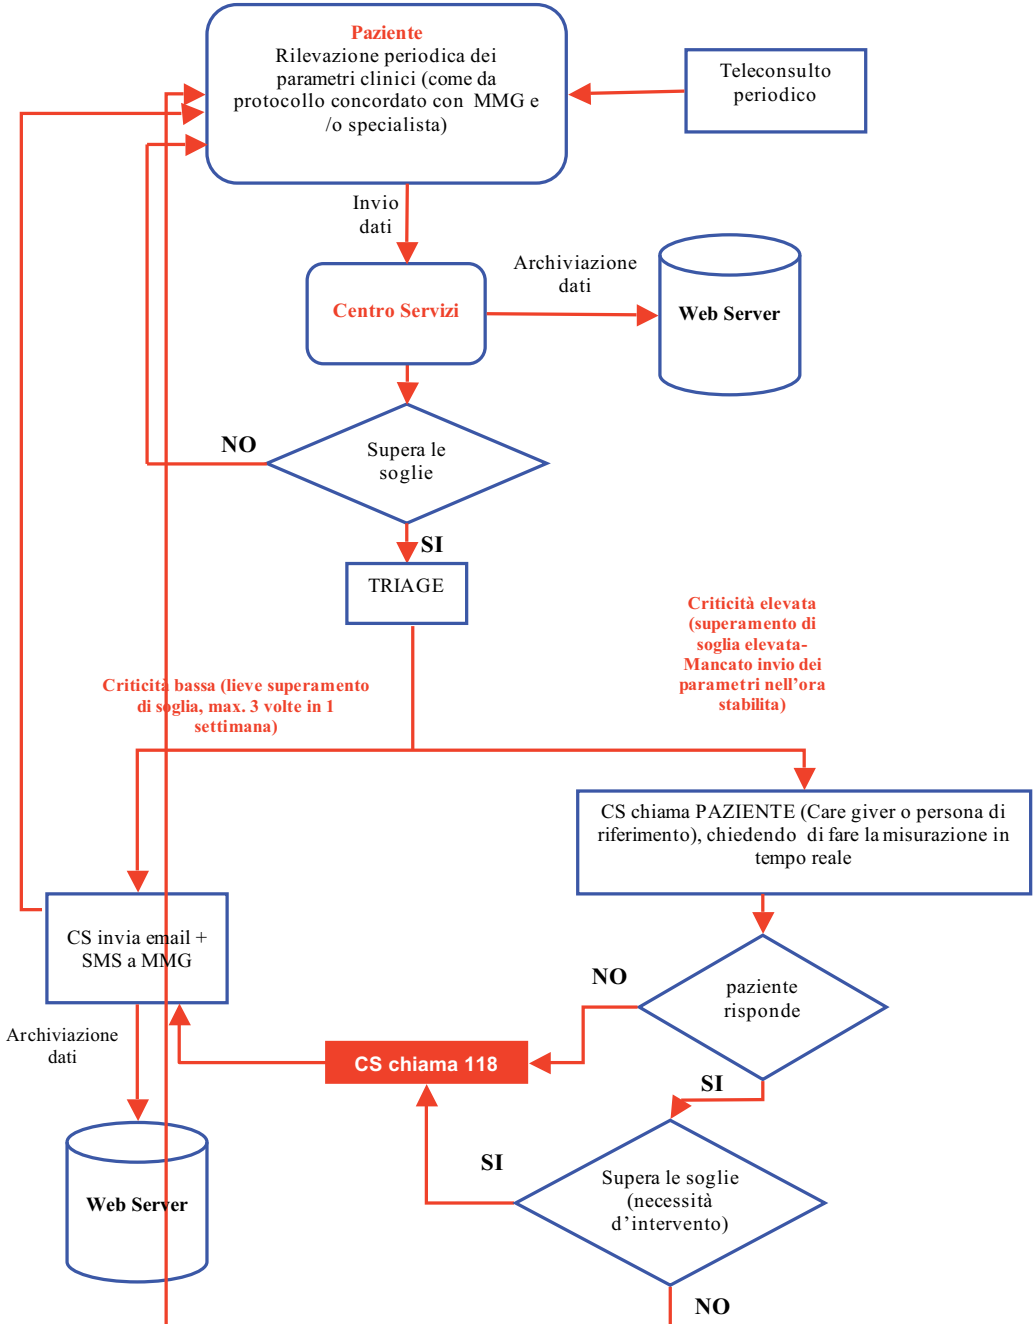 Paziente
Rilevazione periodica dei
parametri clinici (come da
protocollo concordato con MMG e
/o specialista)
Teleconsulto
periodico
Invio
dati
Archiviazione
dati
Centro Servizi
Web Server
NO
Supera le
soglie
SI
TRIAGE
Criticità elevata
(superamento di
soglia elevata-
Mancato invio dei
parametri nell'ora
stabilita)
Criticità bassa (lieve superamento
di soglia, max. 3 volte in 1
settimana)
CS chiama PAZIENTE (Care giver o persona di
riferimento), chiedendo di fare la misurazione in
tempo reale
CS invia email +
SMS a MMG
NO
paziente
risponde
Archiviazione
dati
CS chiama 118
SI
Web Server
SI
Supera le soglie
(necessità
d'intervento)
NO